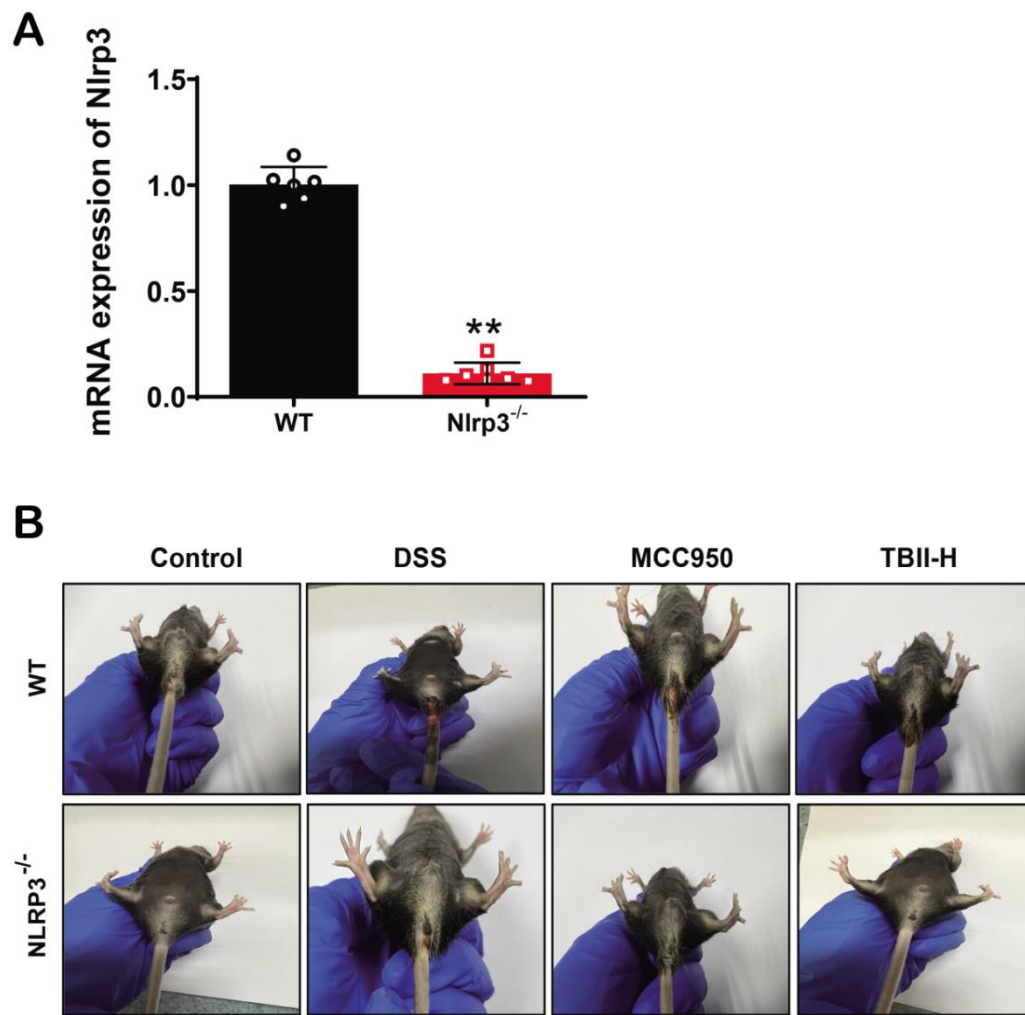 A
mRNA expression of Nlrp3
1.5
1.0
0.5
0.0
**
WT
Nlrp3-/-
B
Control
DSS
MCC950
TBII-H
WT
NLRP3-/-